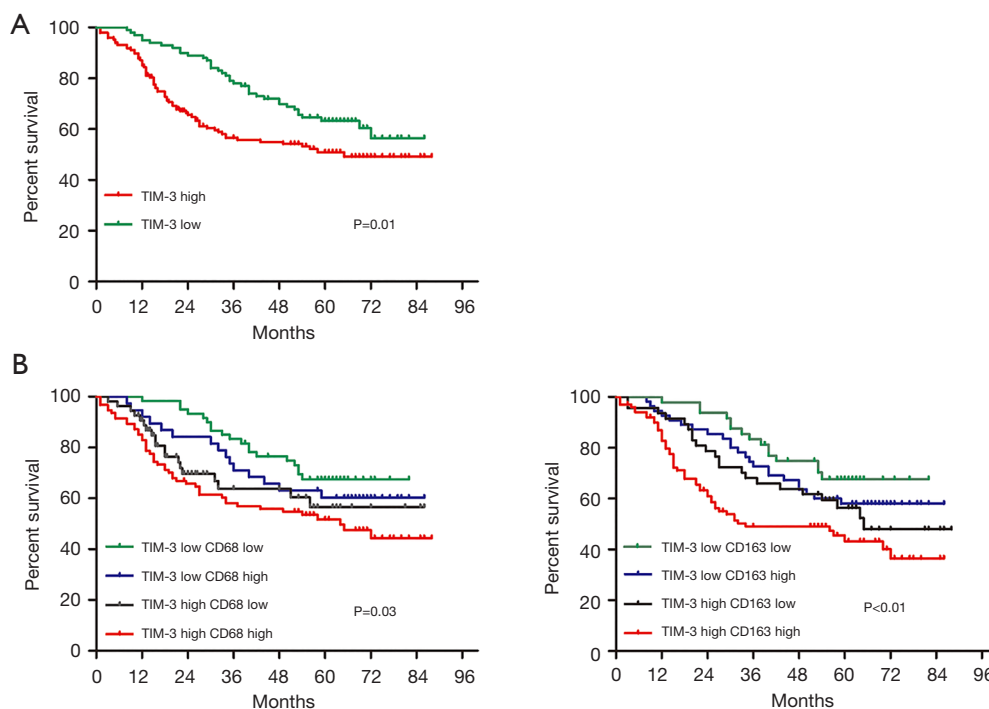 A
Percent survival
100
80
60
40
20
0
TIM-3 high
TIM-3 low
P=0.01
0 12 24 36 48 60 72 84 96
Months
B
Percent survival
100
80
60
40
20
0
TIM-3 low CD68 low
TIM-3 low CD68 high
TIM-3 high CD68 low
TIM-3 high CD68 high
P=0.03
0 12 24 36 48 60 72 84 96
Months
Percent survival
100
80
60
40
20
0
TIM-3 low CD163 low
TIM-3 low CD163 high
TIM-3 high CD163 low
TIM-3 high CD163 high
P<0.01
0 12 24 36 48 60 72 84 96
Months